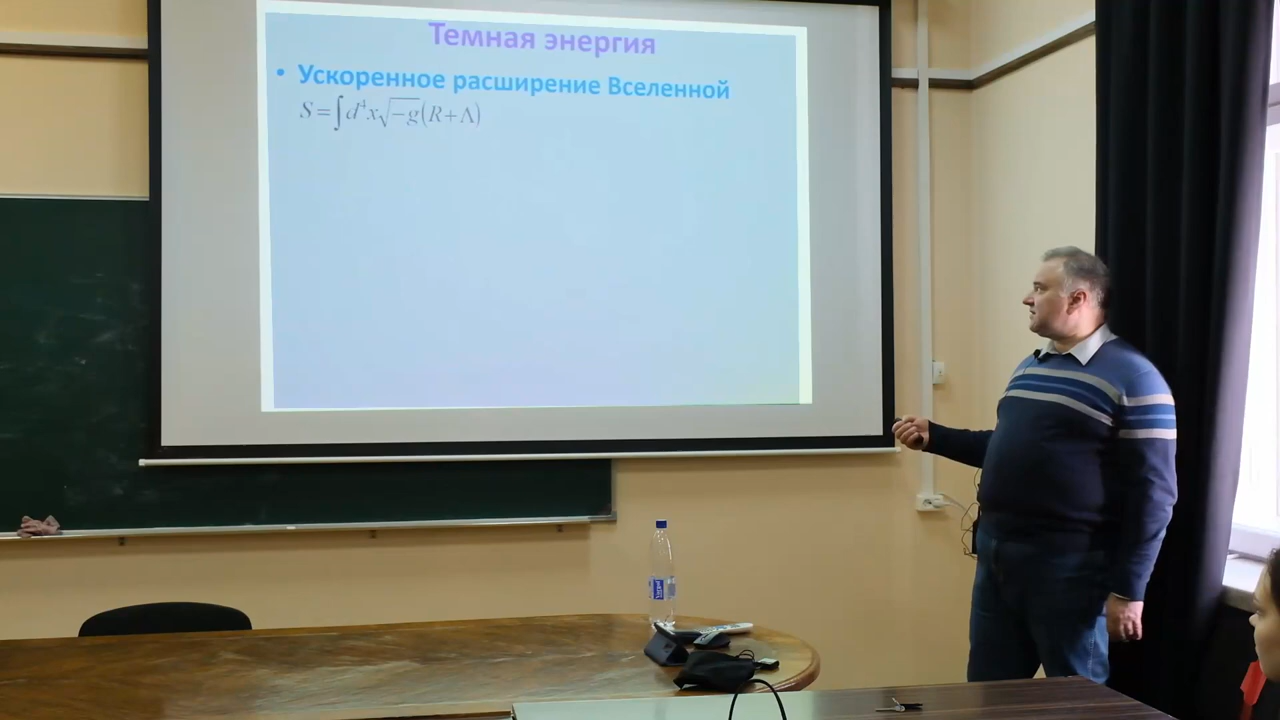 Темная энергия
• Ускоренное расширение Вселенной
S=∫d⁴x√-g(R+Λ)